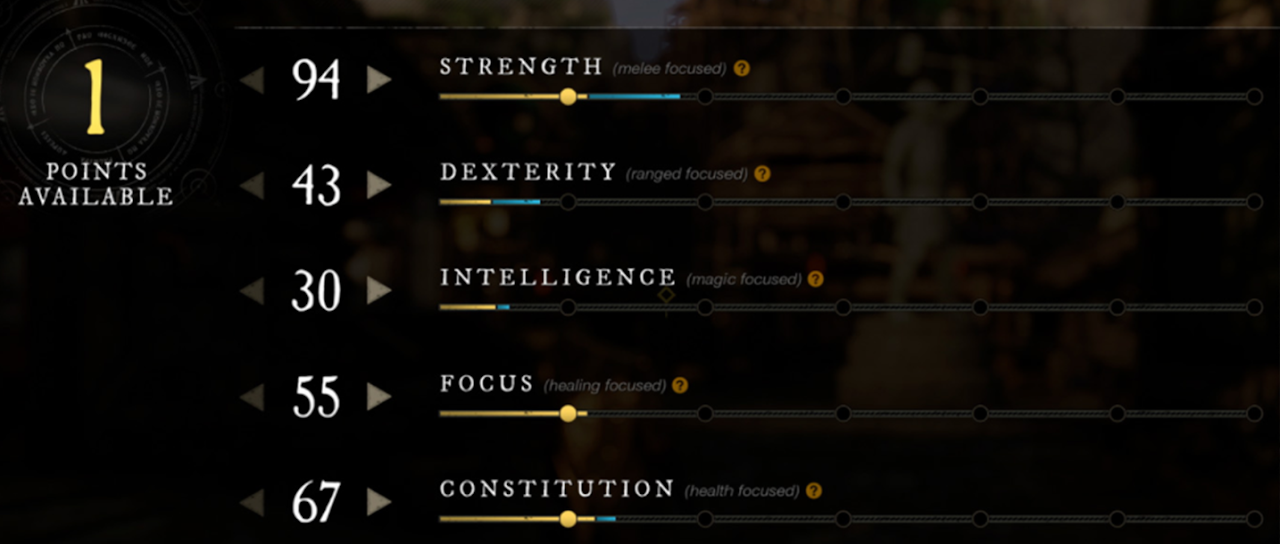 1
POINTS
AVAILABLE
94 STRENGTH (melee focused) ?
43 DEXTERITY (ranged focused) ?
30 INTELLIGENCE (magic focused) ?
55 FOCUS (healing focused) ?
67 CONSTITUTION (health focused) ?